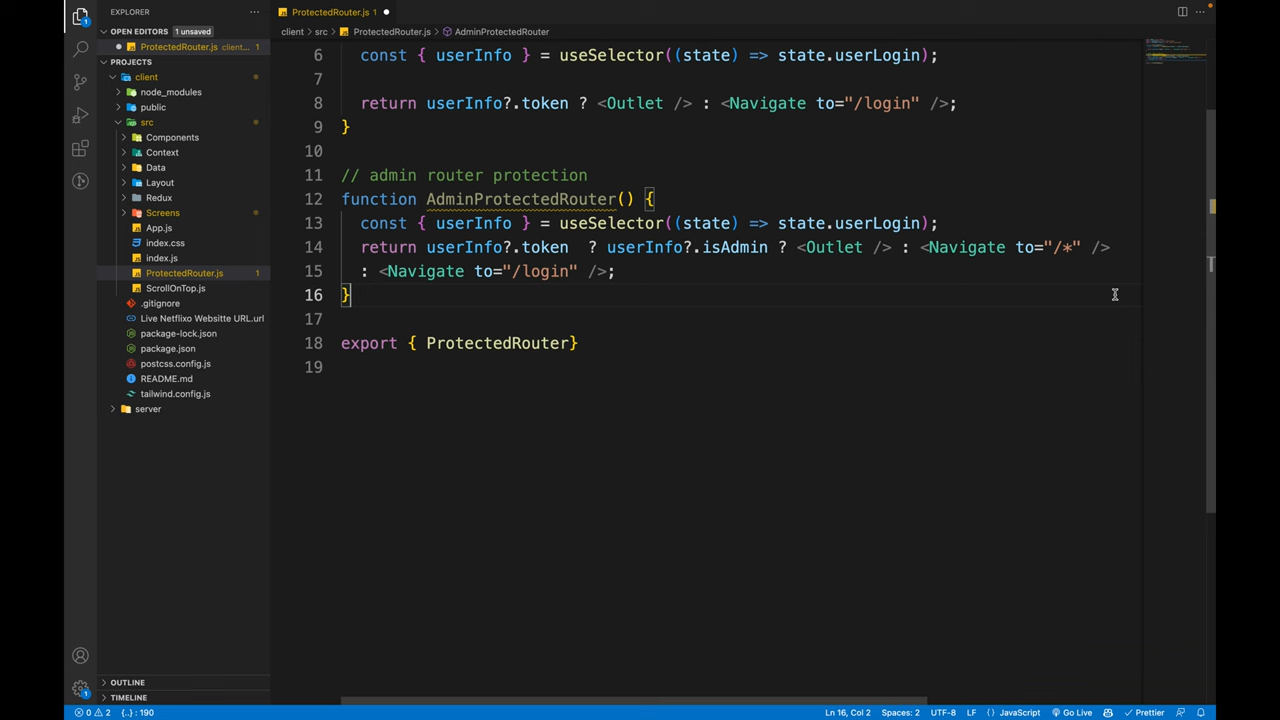 EXPLORER
···
OPEN EDITORS 1 unsaved
ProtectedRouter.js client... 1
PROJECTS
client
node_modules
public
src
Components
Context
Data
Layout
Redux
Screens
App.js
index.css
index.js
ProtectedRouter.js 1
ScrollOnTop.js
.gitignore
Live Netflixo Websitte URL.url
package-lock.json
package.json
postcss.config.js
README.md
tailwind.config.js
server
OUTLINE
TIMELINE
ProtectedRouter.js 1
client > src > ProtectedRouter.js > AdminProtectedRouter
6 const { userInfo } = useSelector((state) => state.userLogin);
7
8 return userInfo?.token ? <Outlet /> : <Navigate to="/login" />;
9 }
10
11 // admin router protection
12 function AdminProtectedRouter() {
13 const { userInfo } = useSelector((state) => state.userLogin);
14 return userInfo?.token ? userInfo?.isAdmin ? <Outlet /> : <Navigate to="/*" />
15 : <Navigate to="/login" />;
16 }
17
18 export { ProtectedRouter}
19
1
1
0 2 {..} : 190
Ln 16, Col 2 Spaces: 2 UTF-8 LF {} JavaScript Go Live Prettier